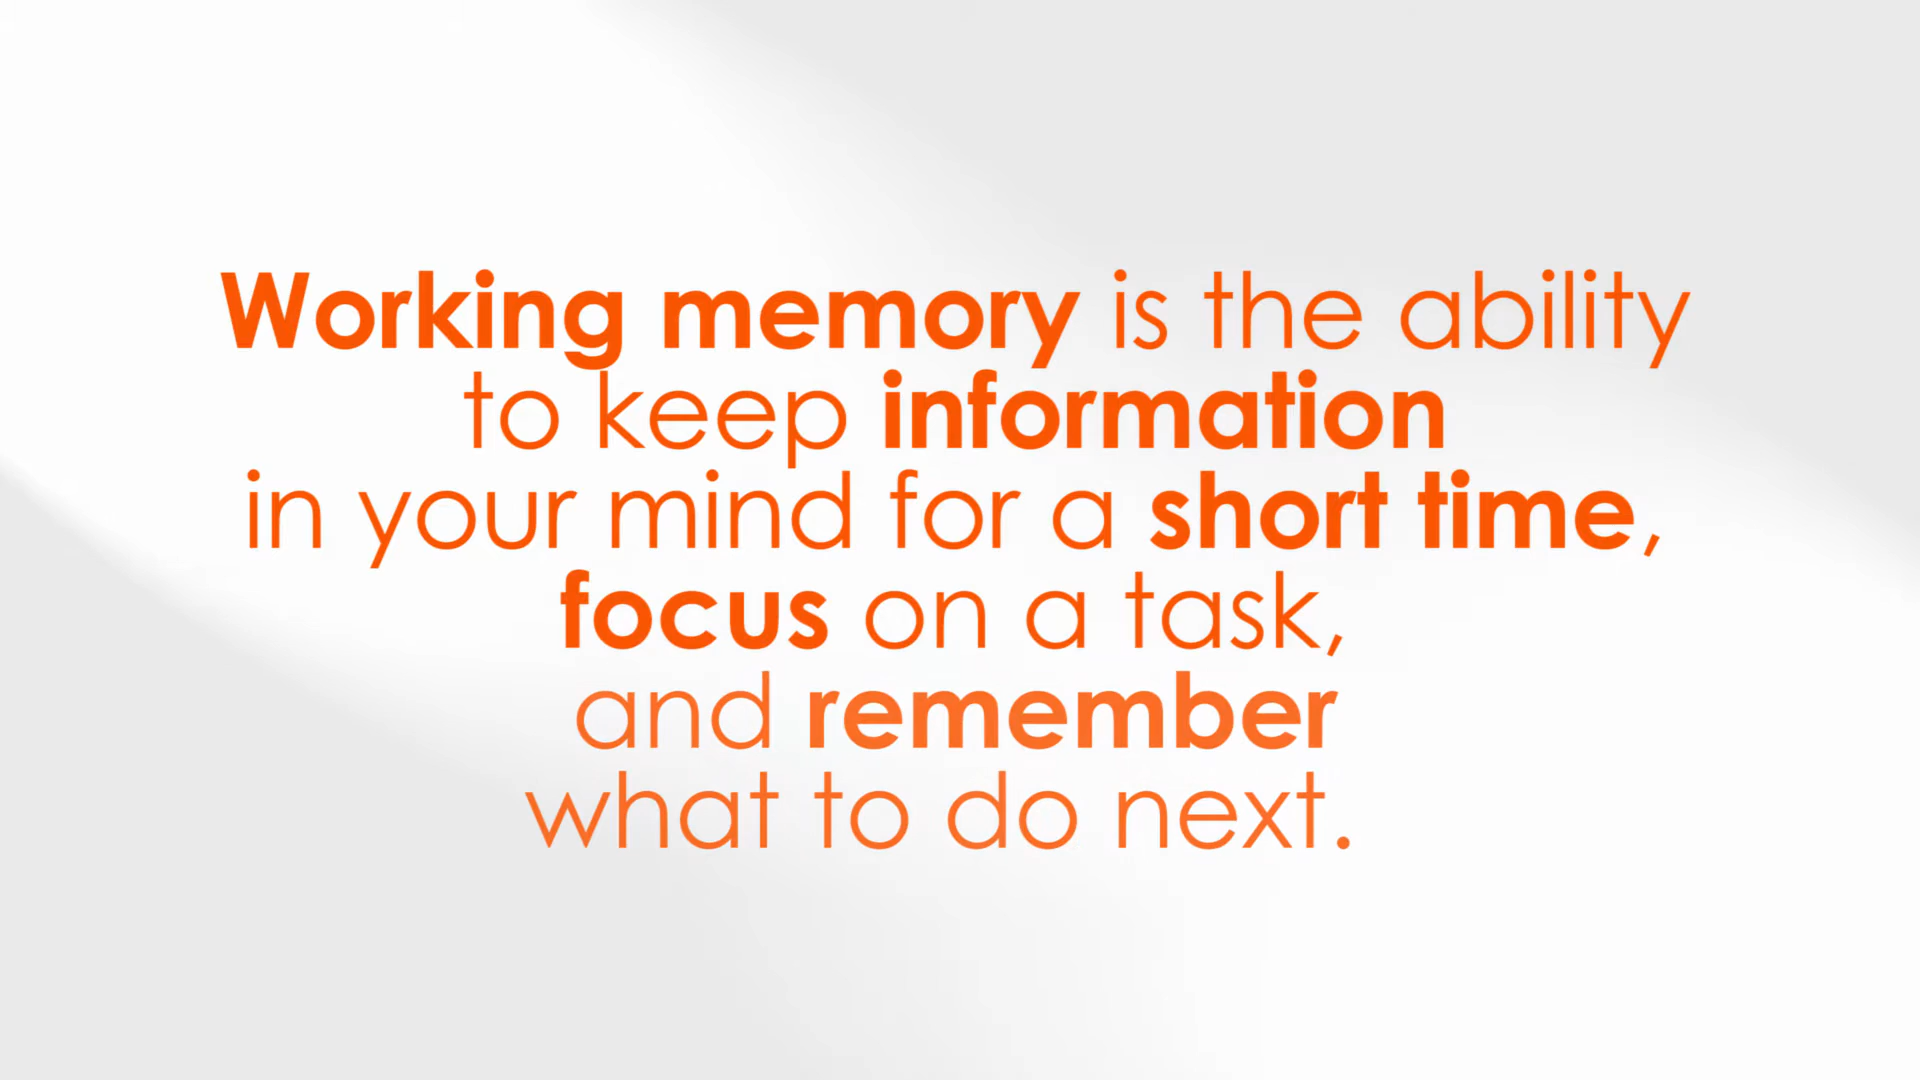 Working memory is the ability
to keep information
in your mind for a short time,
focus on a task,
and remember
what to do next.